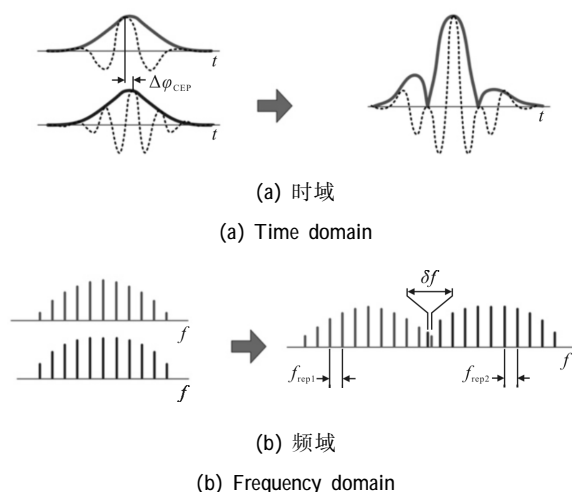 t
Δφ_CEP
t
t
(a) 时域
(a) Time domain
δf
f
f
f_rep1
f_rep2
f
(b) 频域
(b) Frequency domain